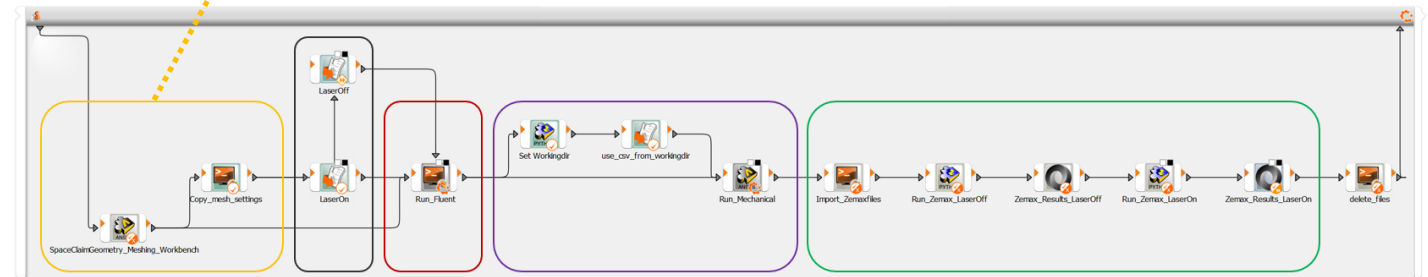 LaserOff
Set Workingdir
use_csv_from_workingdir
Copy_mesh_settings
LaserOn
Run_Fluent
Run_Mechanical
Import_Zemaxfiles
Run_Zemax_LaserOff
Zemax_Results_LaserOff
Run_Zemax_LaserOn
Zemax_Results_LaserOn
delete_files
SpaceClaimGeometry_Meshing_Workbench